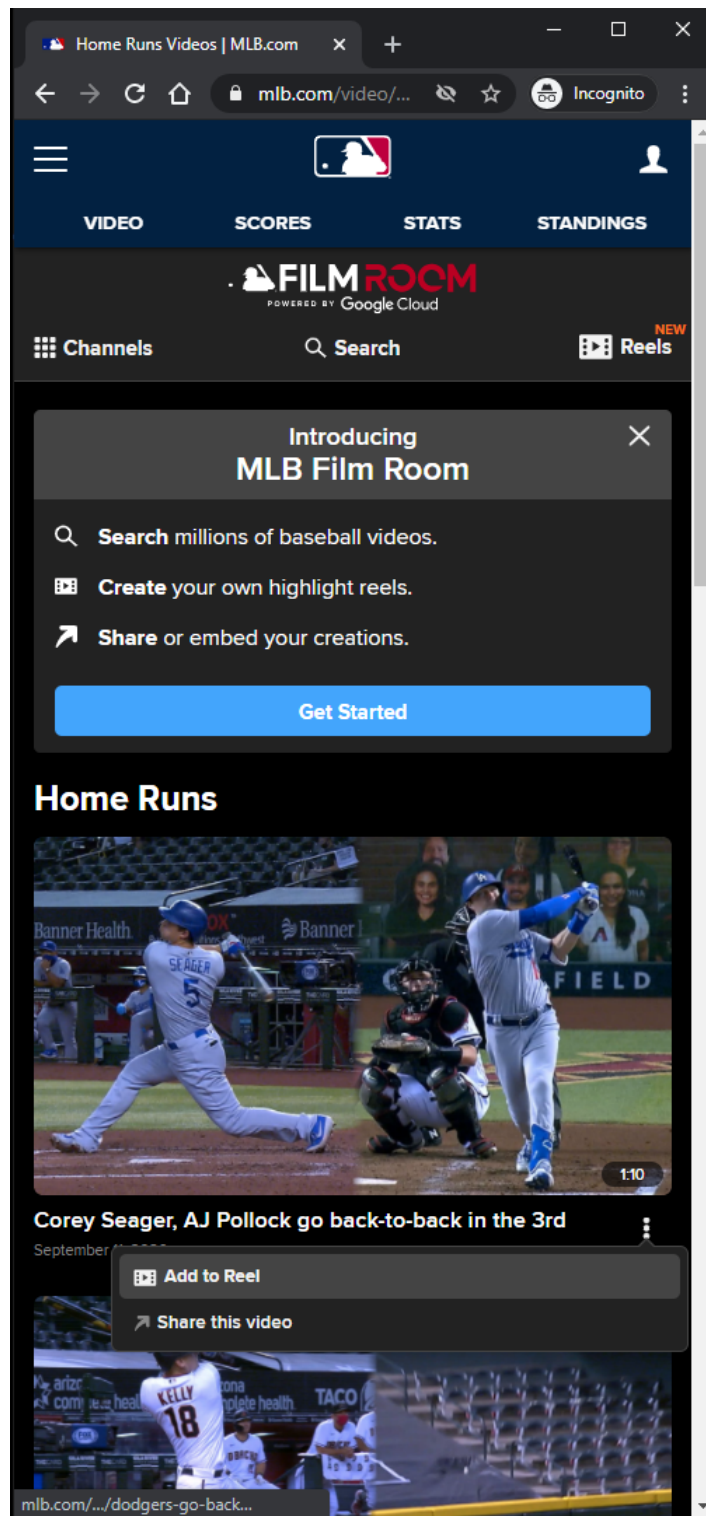 Home Runs Videos | MLB.com
mlb.com/video/...
Incognito
VIDEO SCORES STATS STANDINGS
FILM ROOM
POWERED BY Google Cloud
NEW
Channels Search Reels
Introducing
MLB Film Room
Search millions of baseball videos.
Create your own highlight reels.
Share or embed your creations.
Get Started
Home Runs
Banner Health.
Banner
SEAGER
5
FIELD
1:10
Corey Seager, AJ Pollock go back-to-back in the 3rd
September
Add to Reel
Share this video
KELLY
18
TACO
mlb.com/.../dodgers-go-back...